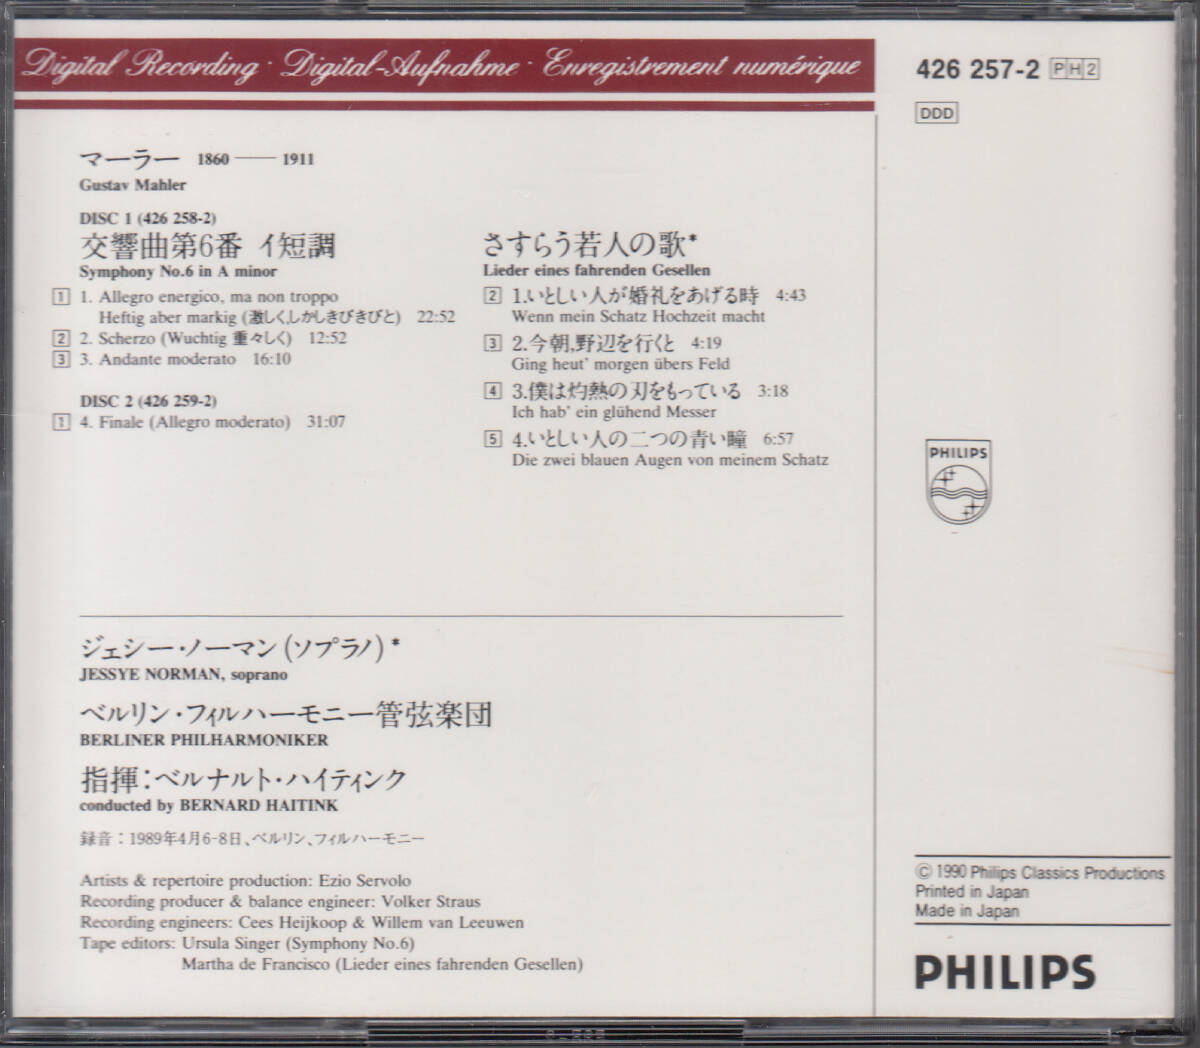 Digital Recording · Digital-Aufnahme · Enregistrement numérique
426 257-2 PH2
DDD
マーラー 1860 — 1911
Gustav Mahler
DISC 1 (426 258-2)
交響曲第6番 イ短調
Symphony No.6 in A minor
1 1. Allegro energico, ma non troppo
Heftig aber markig (激しく,しかしきびきびと) 22:52
2 2. Scherzo (Wuchtig 重々しく) 12:52
3 3. Andante moderato 16:10
DISC 2 (426 259-2)
1 4. Finale (Allegro moderato) 31:07
さすらう若人の歌*
Lieder eines fahrenden Gesellen
2 1.いとしい人が婚礼をあげる時 4:43
Wenn mein Schatz Hochzeit macht
3 2.今朝,野辺を行くと 4:19
Ging heut' morgen übers Feld
4 3.僕は灼熱の刃をもっている 3:18
Ich hab' ein glühend Messer
5 4.いとしい人の二つの青い瞳 6:57
Die zwei blauen Augen von meinem Schatz
PHILIPS
ジェシー・ノーマン(ソプラノ)*
JESSYE NORMAN, soprano
ベルリン・フィルハーモニー管弦楽団
BERLINER PHILHARMONIKER
指揮:ベルナルト・ハイティンク
conducted by BERNARD HAITINK
録音:1989年4月6-8日、ベルリン、フィルハーモニー
Artists & repertoire production: Ezio Servolo
Recording producer & balance engineer: Volker Straus
Recording engineers: Cees Heijkoop & Willem van Leeuwen
Tape editors: Ursula Singer (Symphony No.6)
Martha de Francisco (Lieder eines fahrenden Gesellen)
© 1990 Philips Classics Productions
Printed in Japan
Made in Japan
PHILIPS